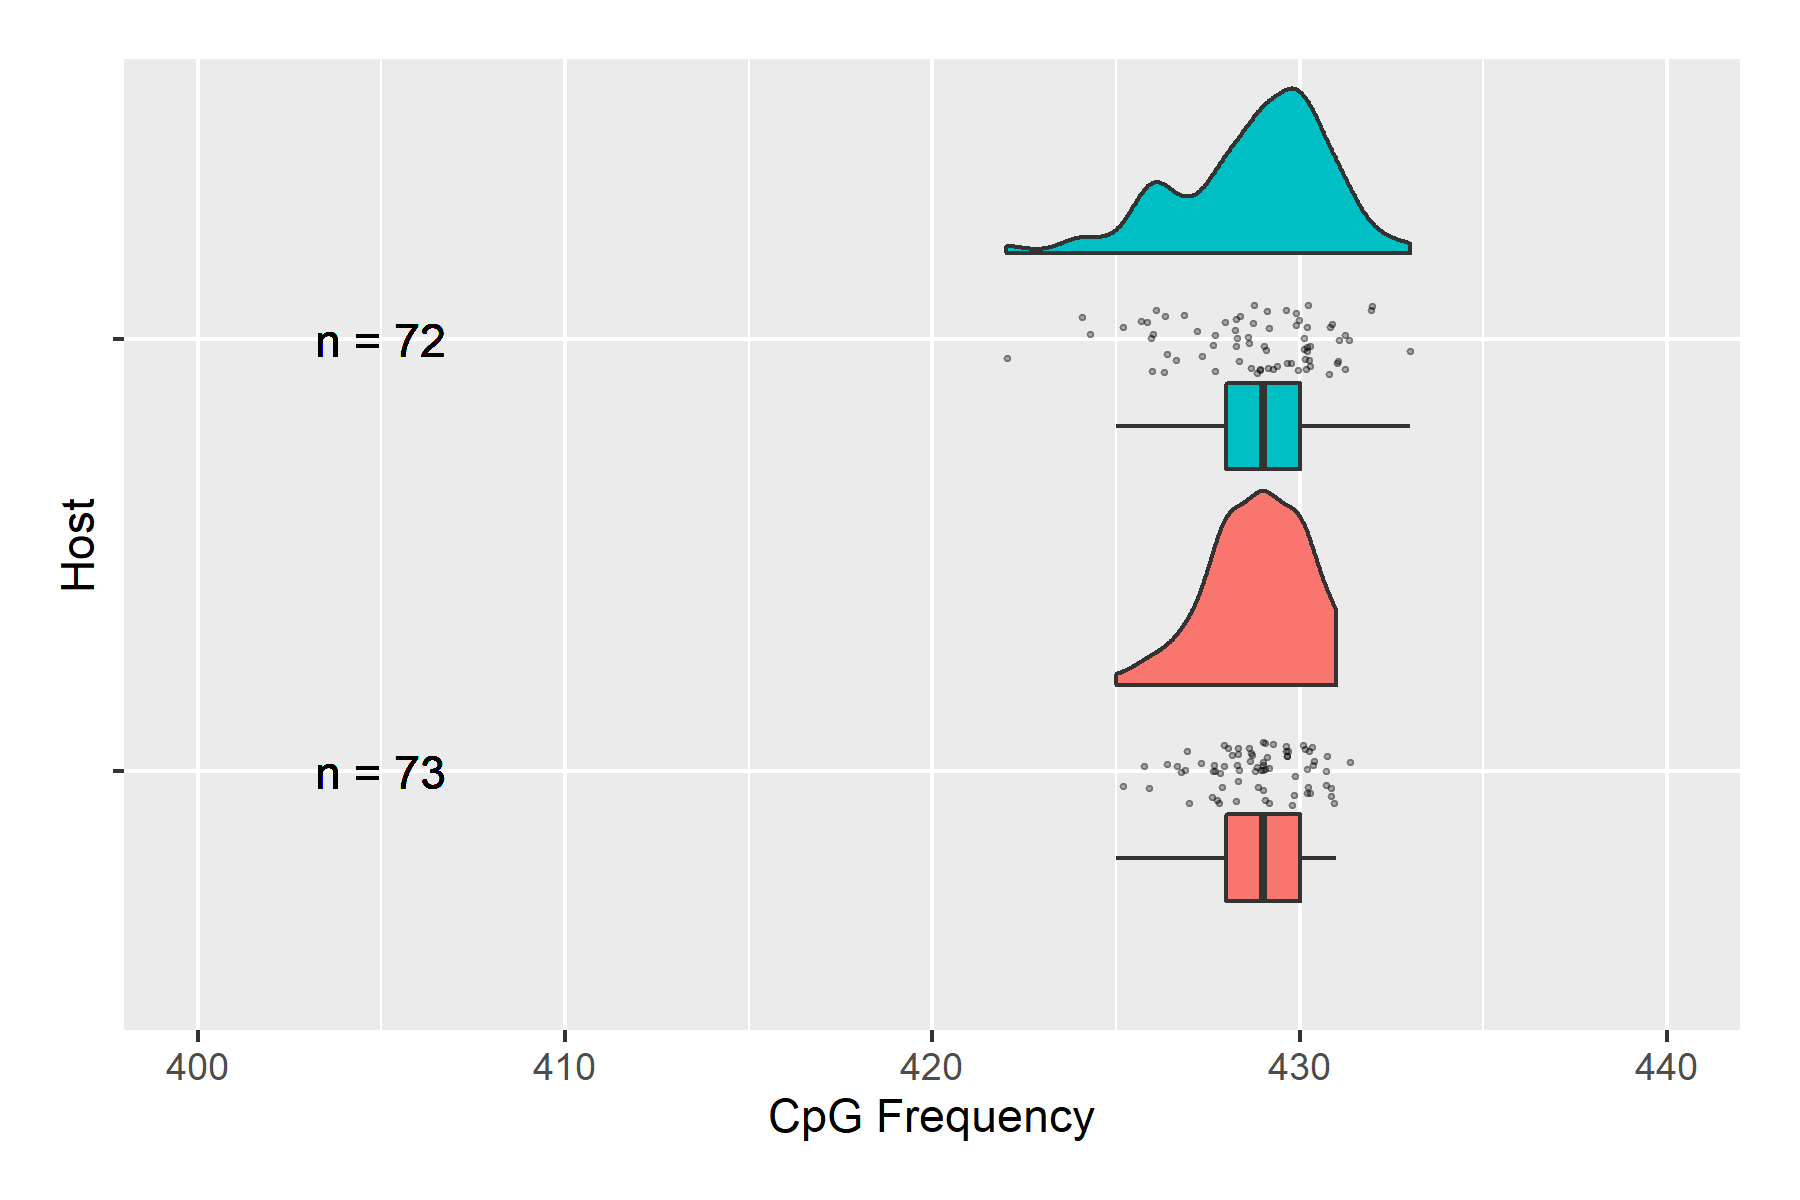 n = 72
Host
n = 73
400 410 420 430 440
CpG Frequency